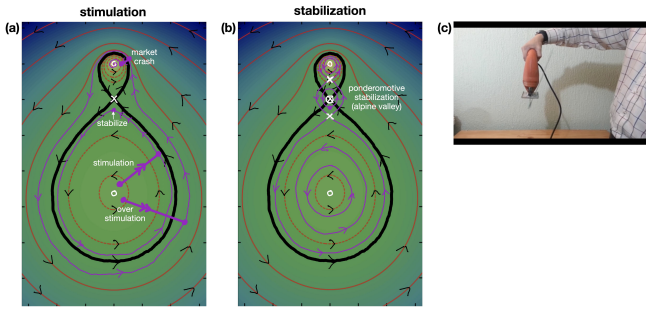 stimulation
stabilization
(a)
(b)
(c)
market
crash
stabilize
stimulation
over
stimulation
ponderomotive
stabilization
(alpine valley)